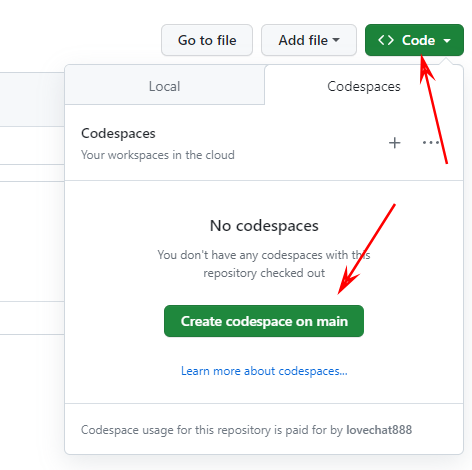 Go to file
Add file
<> Code
Local
Codespaces
Codespaces
Your workspaces in the cloud
No codespaces
You don't have any codespaces with this
repository checked out
Create codespace on main
Learn more about codespaces...
Codespace usage for this repository is paid for by lovechat888